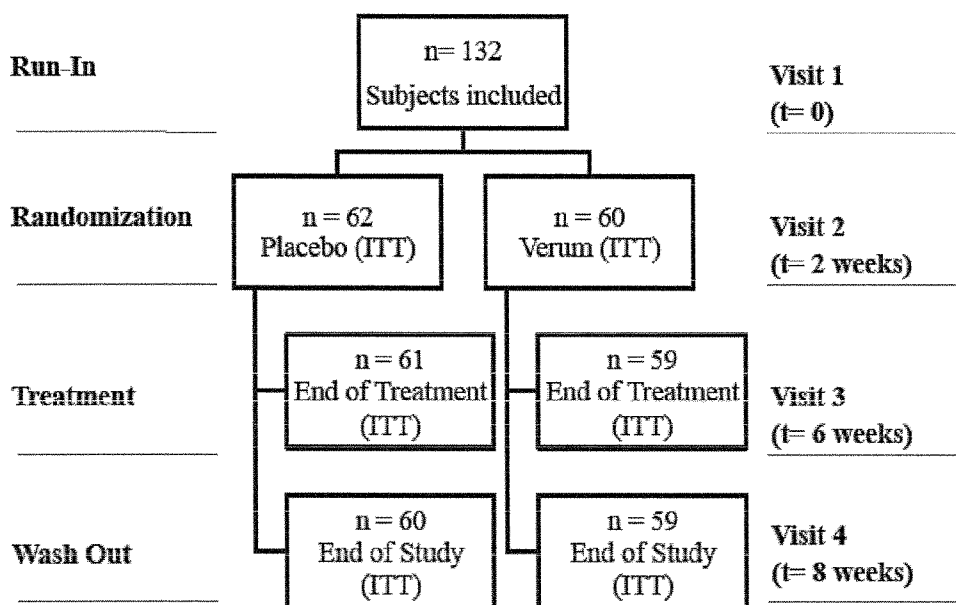 Run-In
n= 132
Subjects included
Visit 1
(t= 0)
Randomization
n = 62
Placebo (ITT)
n = 60
Verum (ITT)
Visit 2
(t= 2 weeks)
Treatment
n = 61
End of Treatment
(ITT)
n = 59
End of Treatment
(ITT)
Visit 3
(t= 6 weeks)
Wash Out
n = 60
End of Study
(ITT)
n = 59
End of Study
(ITT)
Visit 4
(t= 8 weeks)